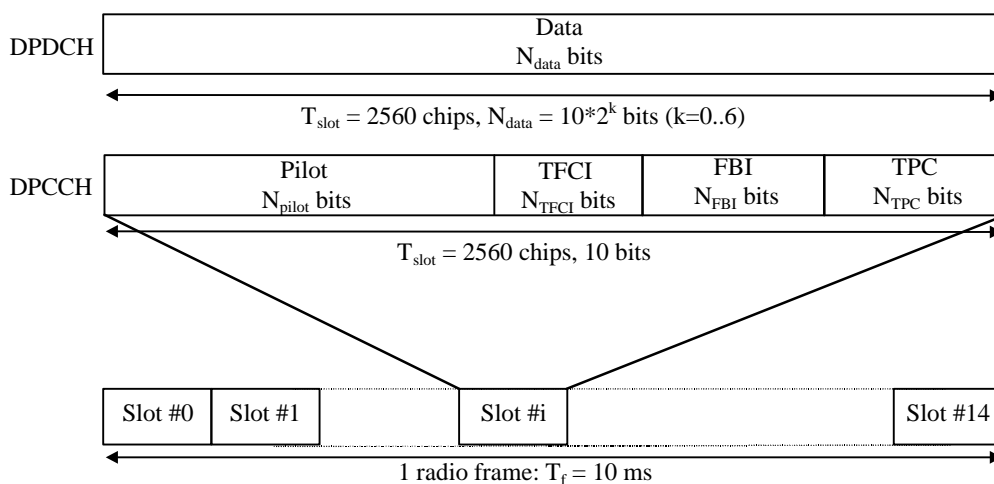 Data
DPDCH
N_data bits
T_slot = 2560 chips, N_data = 10*2^k bits (k=0..6)
Pilot TFCI FBI TPC
DPCCH
N_pilot bits N_TFCI bits N_FBI bits N_TPC bits
T_slot = 2560 chips, 10 bits
Slot #0 Slot #1 Slot #i Slot #14
1 radio frame: T_f = 10 ms